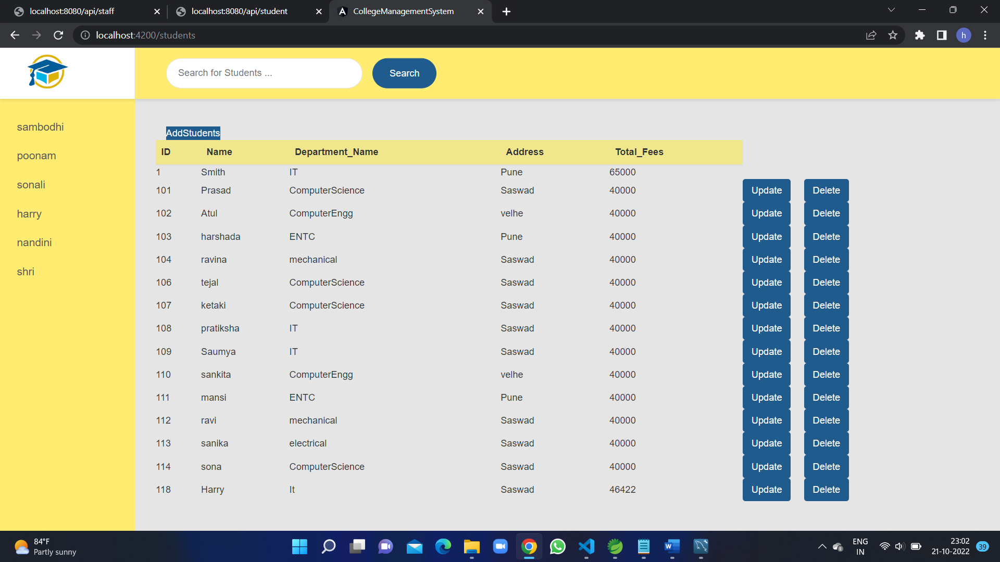 localhost:8080/api/staff
localhost:8080/api/student
CollegeManagementSystem
localhost:4200/students
h
Search for Students ...
Search
sambodhi
poonam
sonali
harry
nandini
shri
AddStudents
ID Name Department_Name Address Total_Fees
1 Smith IT Pune 65000
101 Prasad ComputerScience Saswad 40000 Update Delete
102 Atul ComputerEngg velhe 40000 Update Delete
103 harshada ENTC Pune 40000 Update Delete
104 ravina mechanical Saswad 40000 Update Delete
106 tejal ComputerScience Saswad 40000 Update Delete
107 ketaki ComputerScience Saswad 40000 Update Delete
108 pratiksha IT Saswad 40000 Update Delete
109 Saumya IT Saswad 40000 Update Delete
110 sankita ComputerEngg velhe 40000 Update Delete
111 mansi ENTC Pune 40000 Update Delete
112 ravi mechanical Saswad 40000 Update Delete
113 sanika electrical Saswad 40000 Update Delete
114 sona ComputerScience Saswad 40000 Update Delete
118 Harry It Saswad 46422 Update Delete
84°F
Partly sunny
W
ENG
IN
23:02
21-10-2022
39